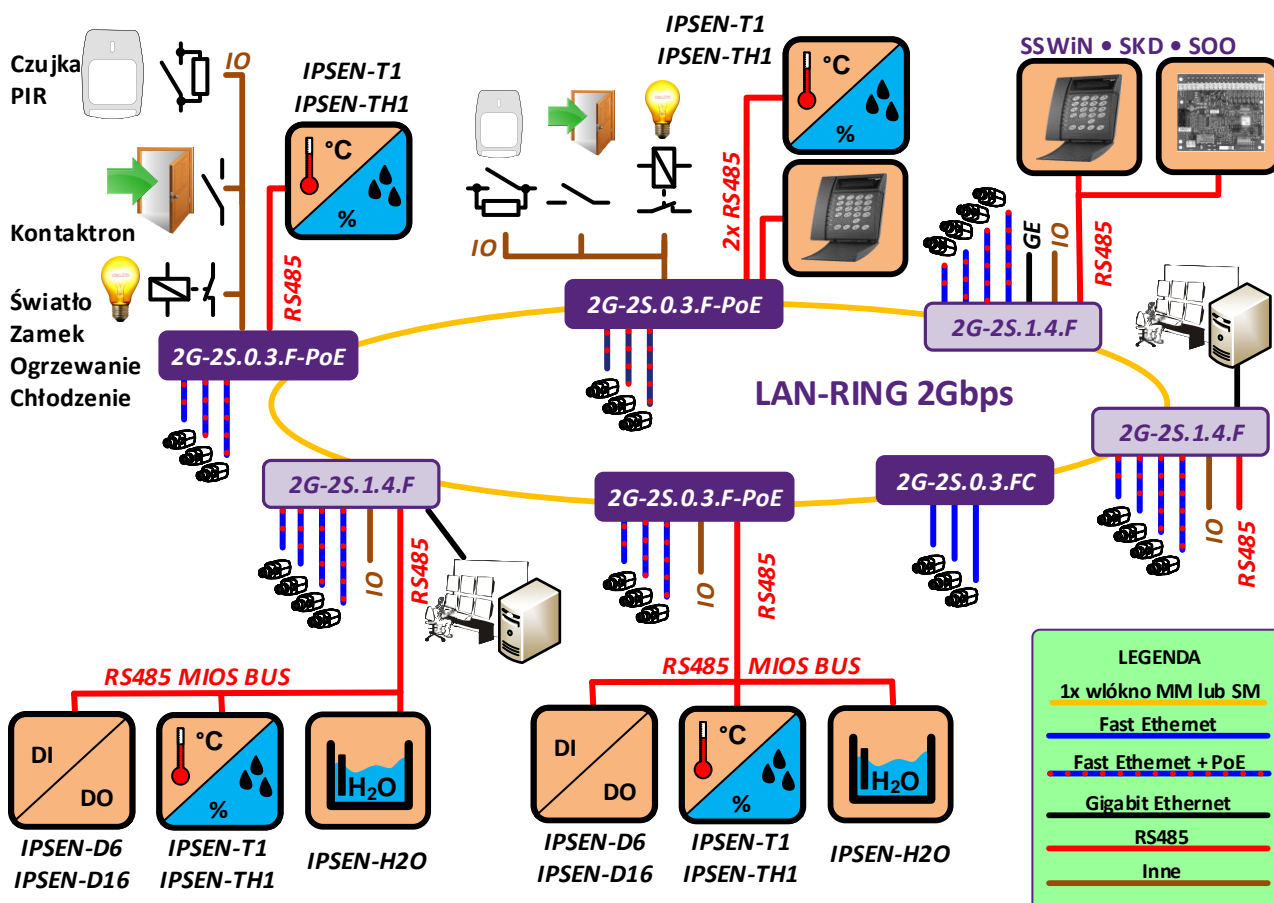 Czujka
PIR
IO
IPSEN-T1
IPSEN-TH1
°C
%
Kontaktron
Światło
Zamek
Ogrzewanie
Chłodzenie
RS485
2G-2S.0.3.F-PoE
IPSEN-T1
IPSEN-TH1
°C
%
IO
2x RS485
2G-2S.0.3.F-PoE
SSWiN • SKD • SOO
GE
IO
RS485
2G-2S.1.4.F
LAN-RING 2Gbps
2G-2S.1.4.F
IO
RS485
2G-2S.0.3.FC
2G-2S.0.3.F-PoE
IO
RS485
2G-2S.1.4.F
IO
RS485
RS485 MIOS BUS
DI
DO
°C
%
H2O
IPSEN-D6
IPSEN-D16
IPSEN-T1
IPSEN-TH1
IPSEN-H2O
RS485 MIOS BUS
DI
DO
°C
%
H2O
IPSEN-D6
IPSEN-D16
IPSEN-T1
IPSEN-TH1
IPSEN-H2O
LEGENDA
1x włókno MM lub SM
Fast Ethernet
Fast Ethernet + PoE
Gigabit Ethernet
RS485
Inne